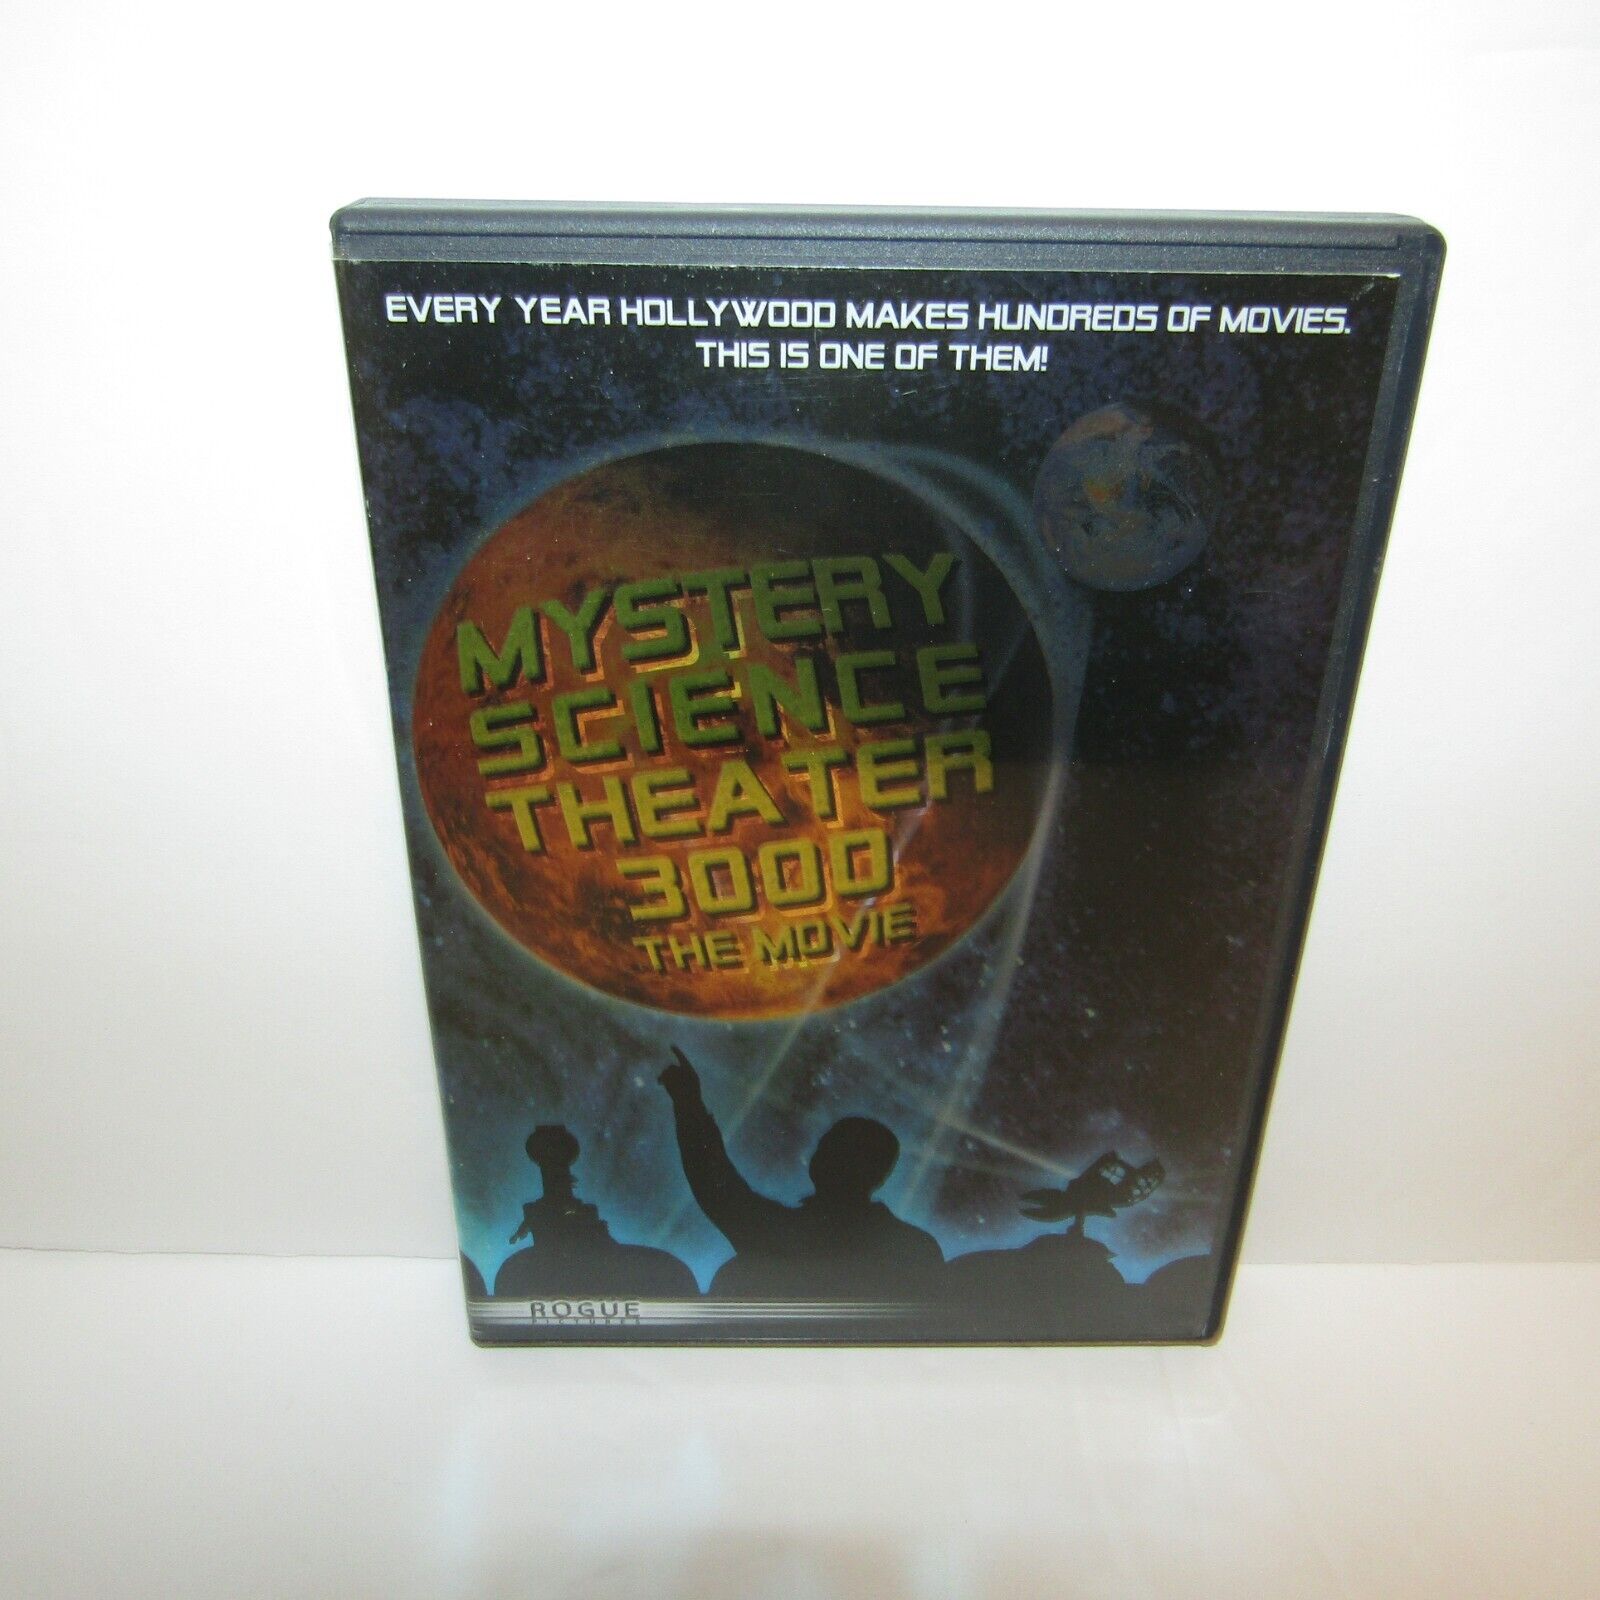 EVERY YEAR HOLLYWOOD MAKES HUNDREDS OF MOVIES.
THIS IS ONE OF THEM!
MYSTERY
SCIENCE
THEATER
3000
THE MOVIE
ROGUE
PICTURES